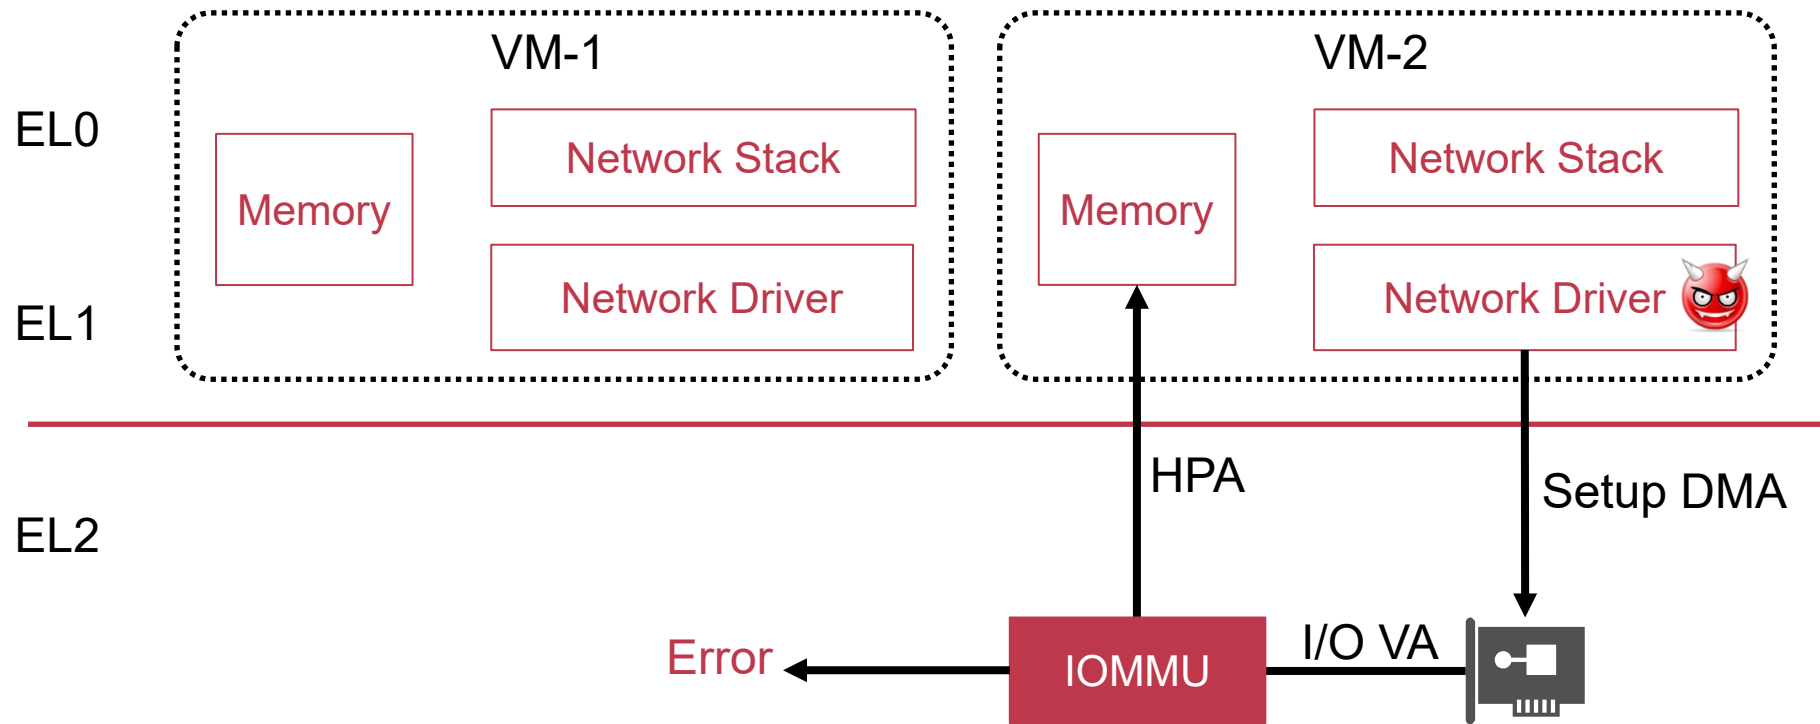 VM-1
VM-2
EL0
Memory
Network Stack
Network Driver
Memory
Network Stack
Network Driver
EL1
HPA
Setup DMA
EL2
Error
IOMMU
I/O VA